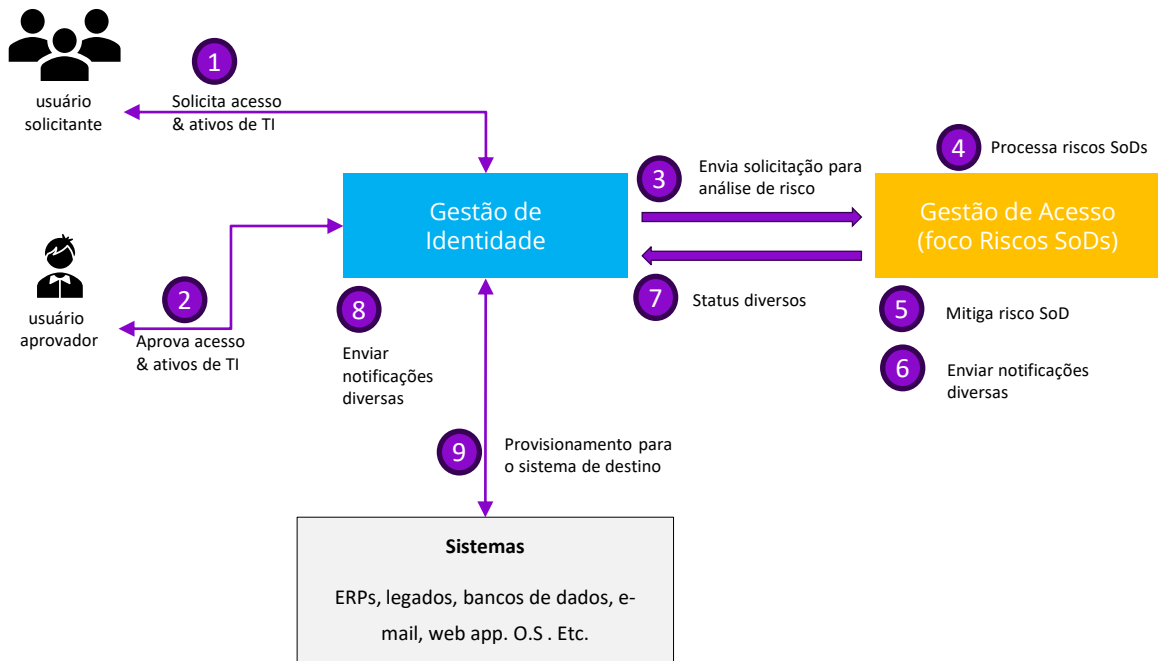 1
Solicita acesso
& ativos de TI
usuário
solicitante
4
Processa riscos SoDs
3
Envia solicitação para
análise de risco
Gestão de
Identidade
Gestão de Acesso
(foco Riscos SoDs)
2
usuário
aprovador
Aprova acesso
& ativos de TI
8
Enviar
notificações
diversas
7
Status diversos
5
Mitiga risco SoD
6
Enviar notificações
diversas
9
Provisionamento para
o sistema de destino
Sistemas
ERPs, legados, bancos de dados, e-
mail, web app. O.S . Etc.